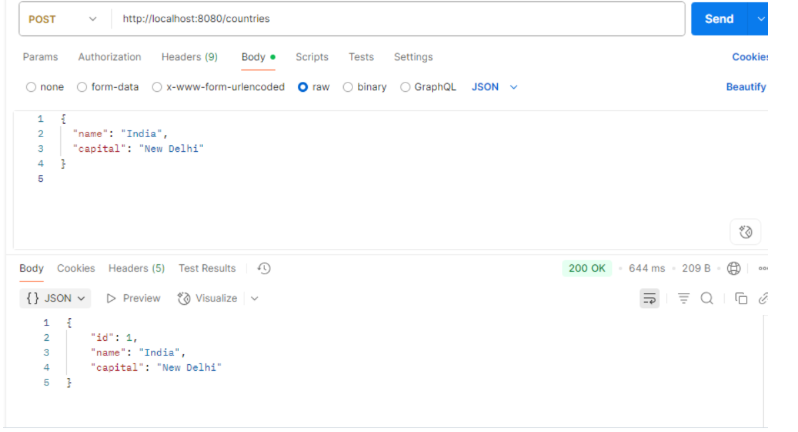 POST http://localhost:8080/countries Send
Params Authorization Headers (9) Body Scripts Tests Settings Cookies
none form-data x-www-form-urlencoded raw binary GraphQL JSON Beautify
1 {
2 "name": "India",
3 "capital": "New Delhi"
4 }
5
Body Cookies Headers (5) Test Results 200 OK • 644 ms • 209 B •
{} JSON Preview Visualize
1 {
2 "id": 1,
3 "name": "India",
4 "capital": "New Delhi"
5 }